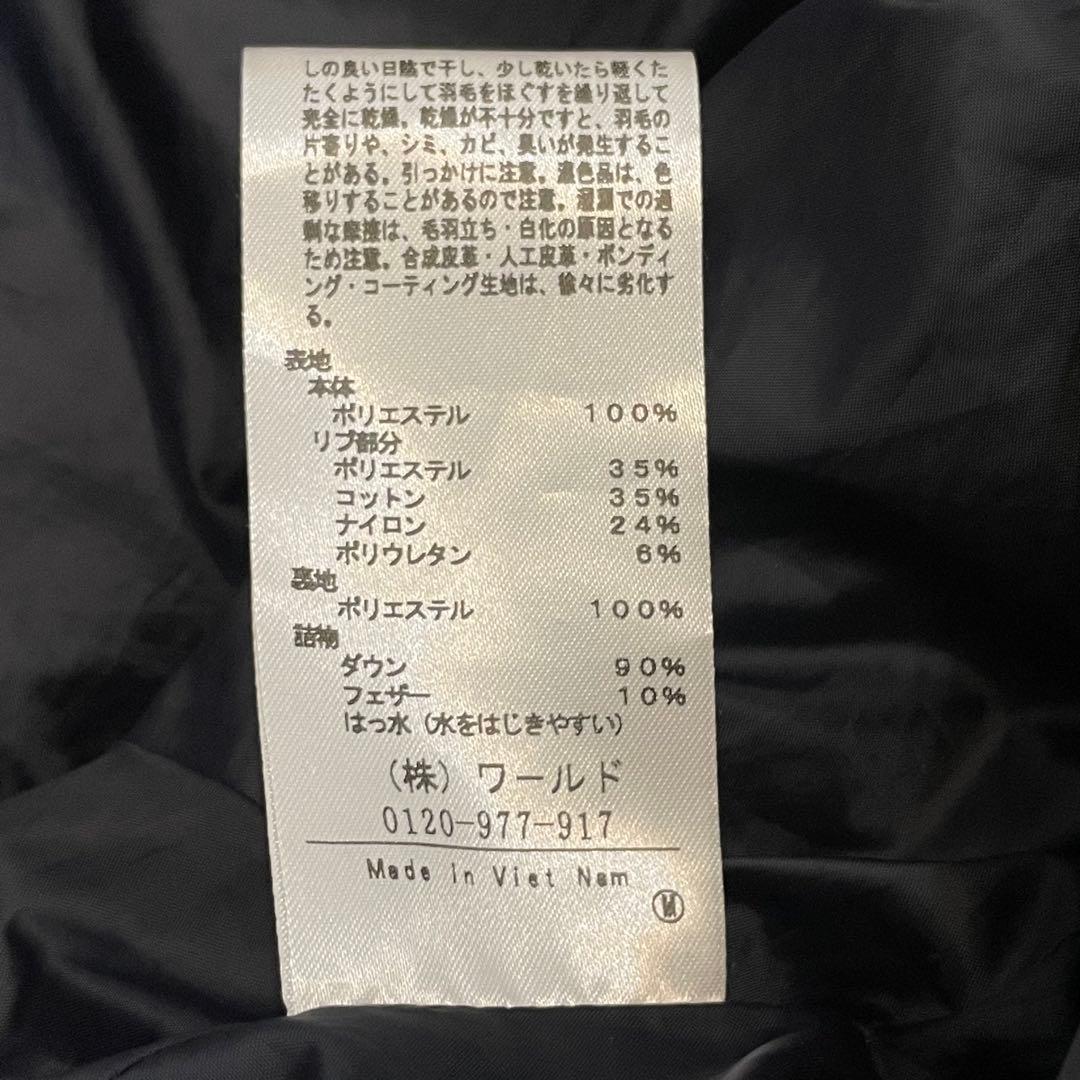 しの良い日陰で干し、少し乾いたら軽くた
たくようにして羽毛をほぐすを繰り返して
完全に乾燥。乾燥が不十分ですと、羽毛の
片寄りや、シミ、カビ、臭いが発生するこ
とがある。引っかけに注意。濃色品は、色
移りすることがあるので注意。湿潤での過
剰な摩擦は、毛羽立ち・白化の原因となる
ため注意。合成皮革・人工皮革・ボンディ
ング・コーティング生地は、徐々に劣化す
る。
表地
本体
ポリエステル 100%
リブ部分
ポリエステル 35%
コットン 35%
ナイロン 24%
ポリウレタン 6%
裏地
ポリエステル 100%
詰物
ダウン 90%
フェザー 10%
はっ水（水をはじきやすい）
（株）ワールド
0120-977-917
Made in Viet Nam
M